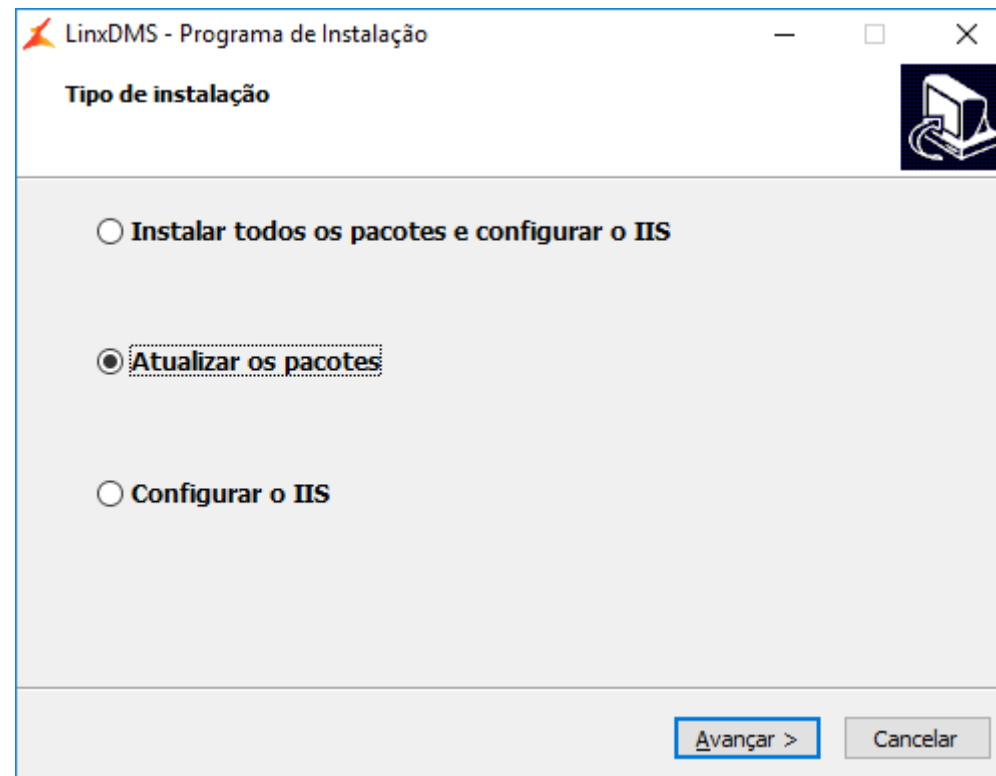 LinxDMS - Programa de Instalação
Tipo de instalação
Instalar todos os pacotes e configurar o IIS
Atualizar os pacotes
Configurar o IIS
Avançar >
Cancelar